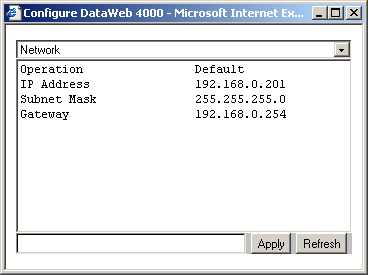 Configure DataWeb 4000 - Microsoft Internet Ex...
Network
Operation Default
IP Address 192.168.0.201
Subnet Mask 255.255.255.0
Gateway 192.168.0.254
Apply Refresh